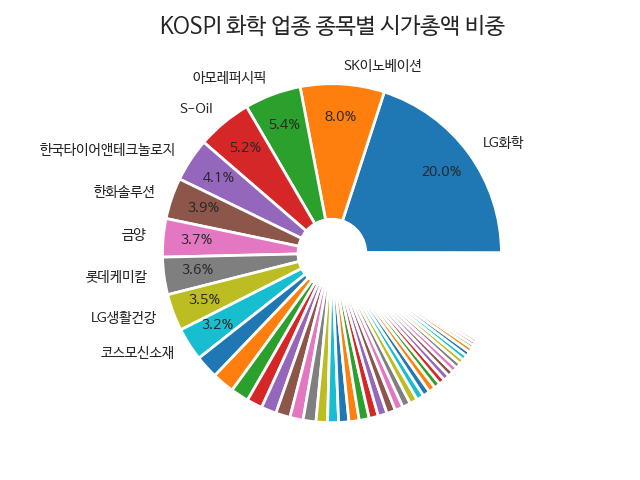 KOSPI 화학 업종 종목별 시가총액 비중
LG화학
20.0%
SK이노베이션
8.0%
아모레퍼시픽
5.4%
S-Oil
5.2%
한국타이어앤테크놀로지
4.1%
한화솔루션
3.9%
금양
3.7%
롯데케미칼
3.6%
LG생활건강
3.5%
코스모신소재
3.2%